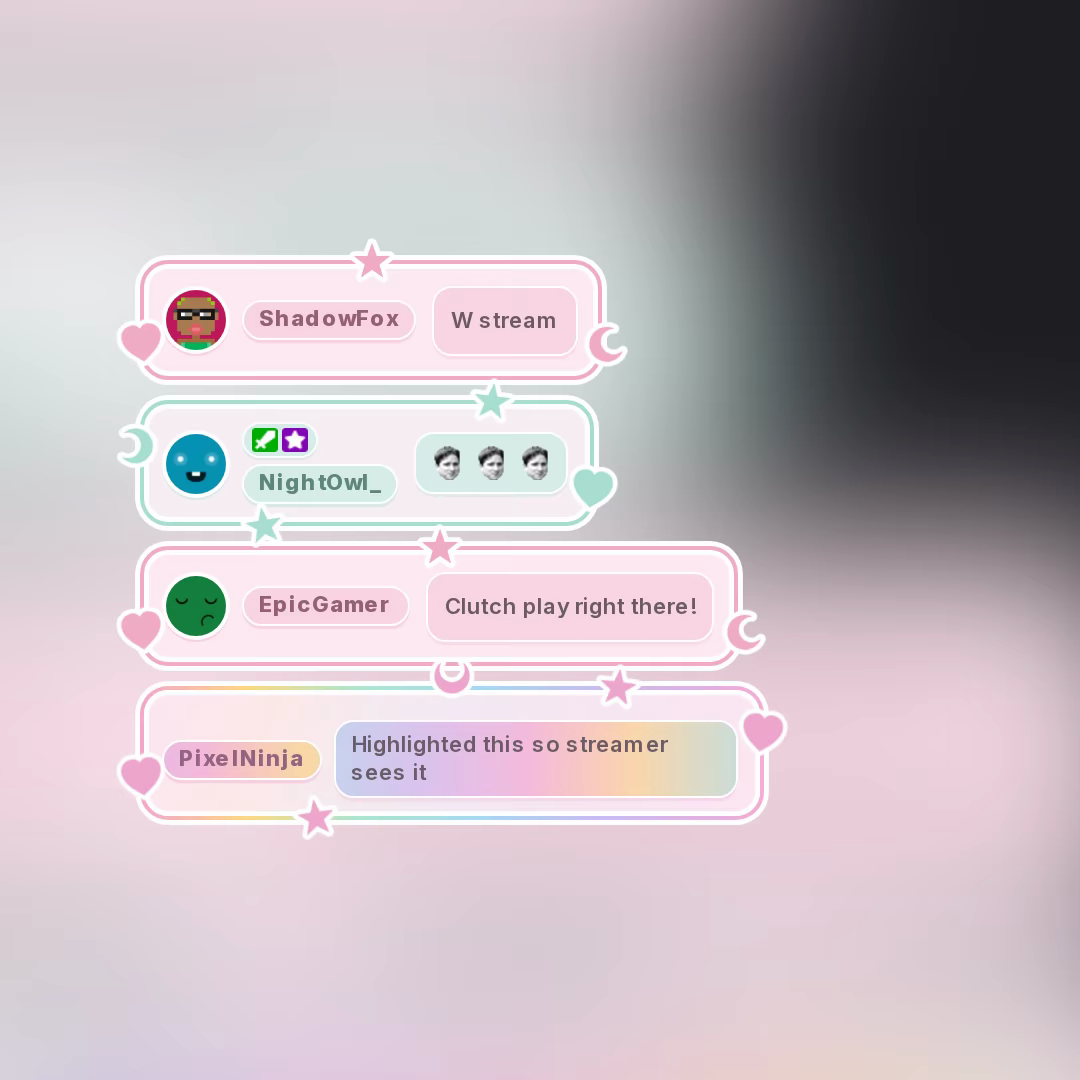 ShadowFox
W stream
NightOwl_
EpicGamer
Clutch play right there!
PixelNinja
Highlighted this so streamer
sees it